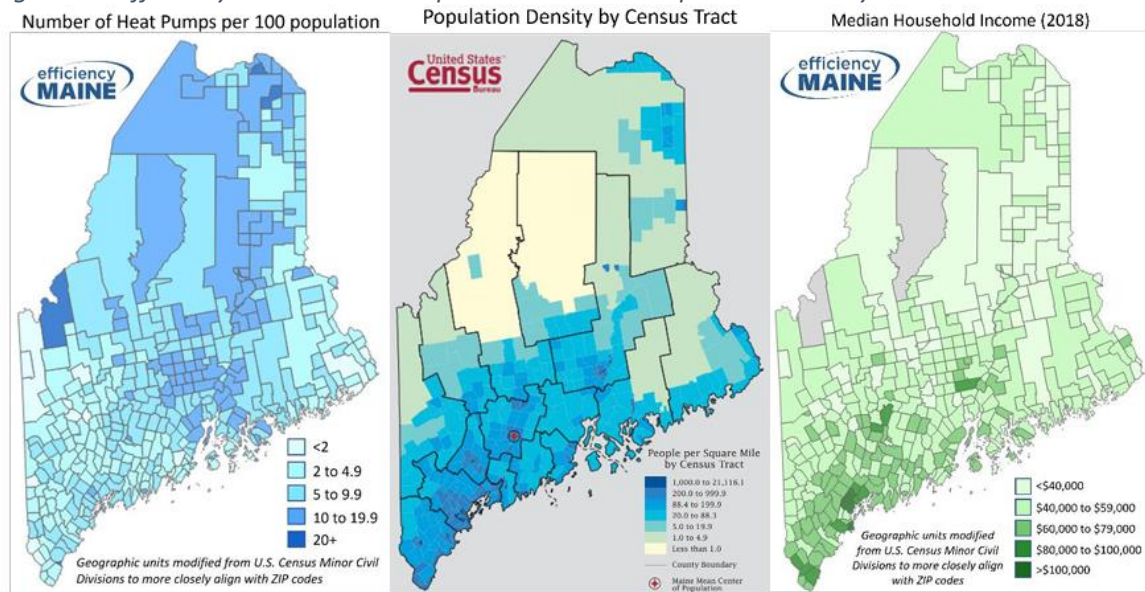 Number of Heat Pumps per 100 population
efficiency
MAINE
<2
2 to 4.9
5 to 9.9
10 to 19.9
20+
Geographic units modified from U.S. Census Minor Civil
Divisions to more closely align with ZIP codes
Population Density by Census Tract
United States
Census
Bureau
People per Square Mile
by Census Tract
1,000.0 to 21,116.1
200.0 to 999.9
88.4 to 199.9
20.0 to 88.3
5.0 to 19.9
1.0 to 4.9
Less than 1.0
County Boundary
Maine Mean Center
of Population
Median Household Income (2018)
efficiency
MAINE
<$40,000
$40,000 to $59,000
$60,000 to $79,000
$80,000 to $100,000
>$100,000
Geographic units modified
from U.S. Census Minor Civil
Divisions to more closely align
with ZIP codes